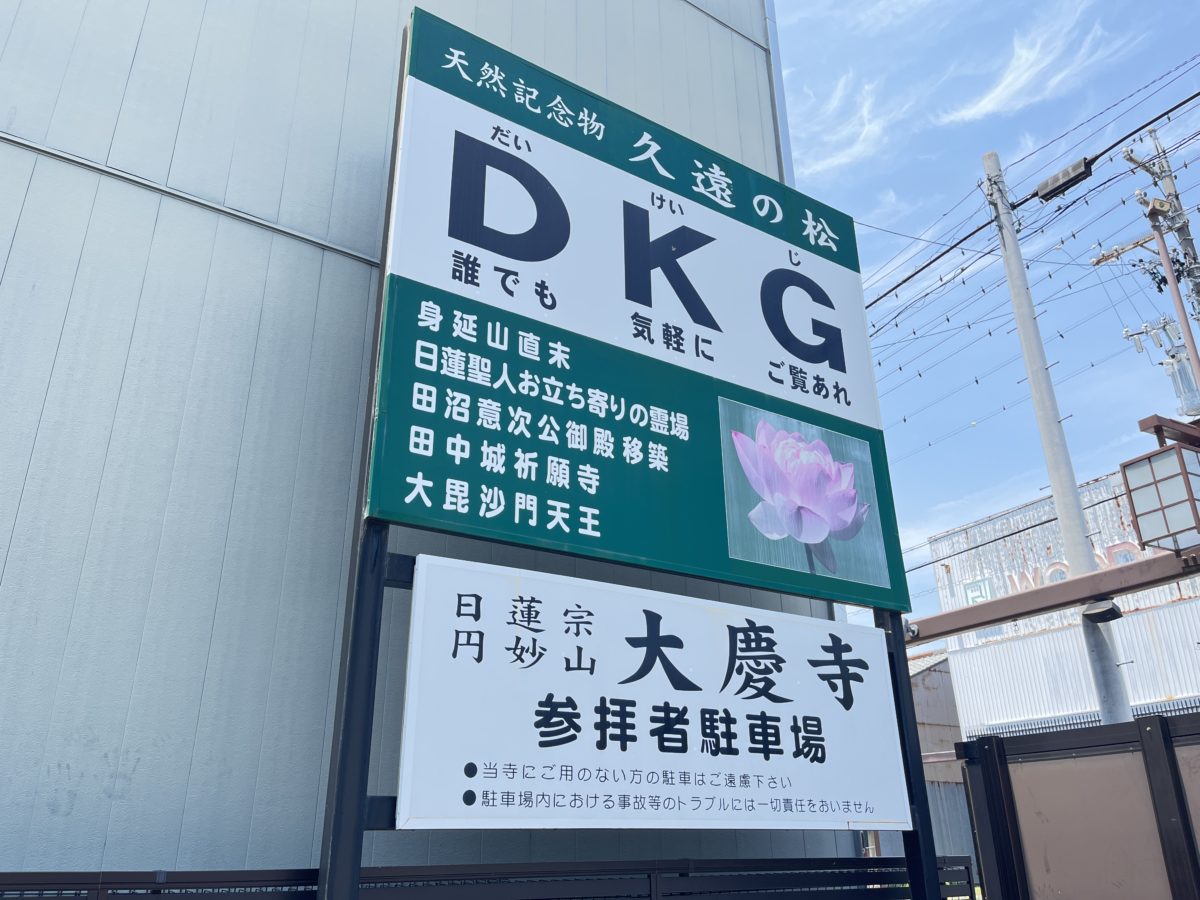 天然記念物 久遠の松
だい けい じ
D K G
誰でも 気軽に ご覧あれ
身延山直末
日蓮聖人お立ち寄りの霊場
田沼意次公御殿移築
田中城祈願寺
大毘沙門天王
日蓮宗
円妙山
大慶寺
参拝者駐車場
●当寺にご用のない方の駐車はご遠慮下さい
●駐車場内における事故等のトラブルには一切責任をおいません